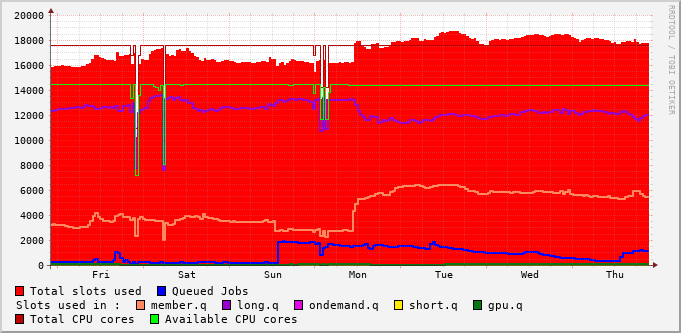 20000
18000
16000
14000
12000
10000
8000
6000
4000
2000
0
Fri Sat Sun Mon Tue Wed Thu
RRDTOOL / TOBI OETIKER
Total slots used Queued Jobs
Slots used in : member.q long.q ondemand.q short.q gpu.q
Total CPU cores Available CPU cores